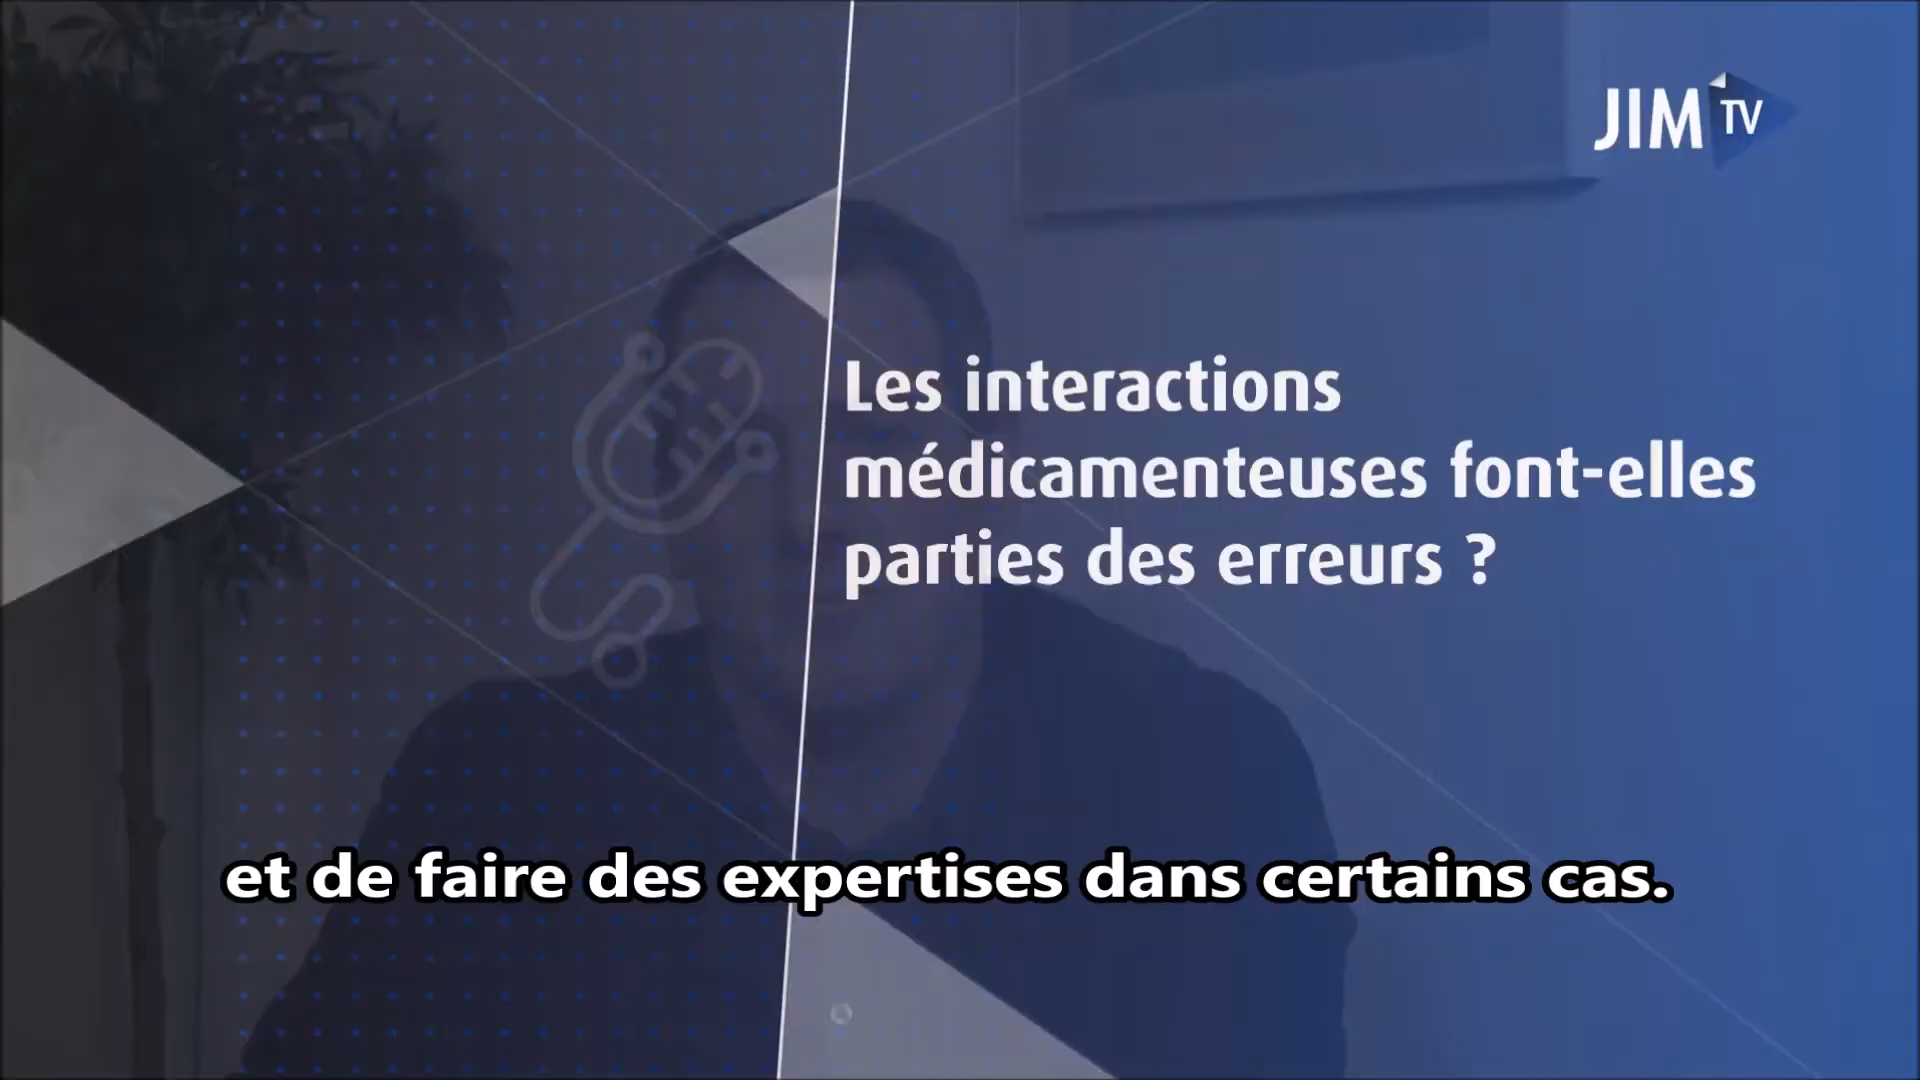 JIM TV
Les interactions
médicamenteuses font-elles
parties des erreurs ?
et de faire des expertises dans certains cas.